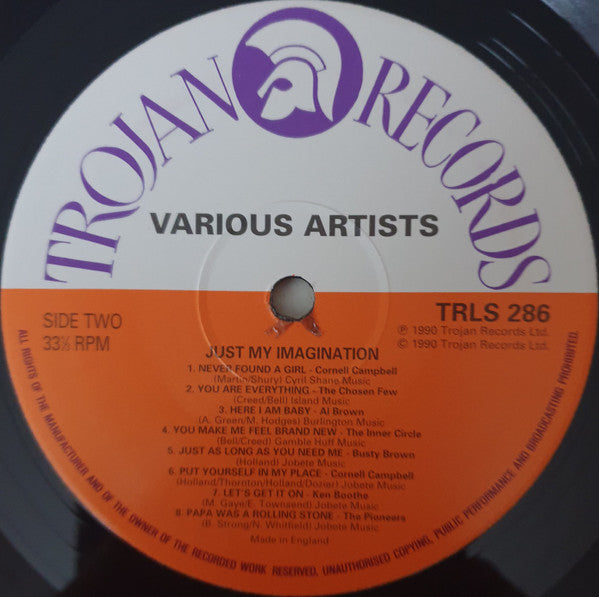 TROJAN RECORDS
VARIOUS ARTISTS
SIDE TWO
33⅓ RPM
TRLS 286
℗ 1990 Trojan Records Ltd.
© 1990 Trojan Records Ltd.
JUST MY IMAGINATION
1. NEVER FOUND A GIRL - Cornell Campbell
(Martin/Shury) Cyril Shane Music
2. YOU ARE EVERYTHING - The Chosen Few
(Creed/Bell) Island Music
3. HERE I AM BABY - Al Brown
(A. Green/M. Hodges) Burlington Music
4. YOU MAKE ME FEEL BRAND NEW - The Inner Circle
(Bell/Creed) Gamble Huff Music
5. JUST AS LONG AS YOU NEED ME - Busty Brown
(Holland) Jobete Music
6. PUT YOURSELF IN MY PLACE - Cornell Campbell
(Holland/Thornton/Holland/Dozier) Jobete Music
7. LET'S GET IT ON - Ken Boothe
(M. Gaye/E. Townsend) Jobete Music
8. PAPA WAS A ROLLING STONE - The Pioneers
(B. Strong/N. Whitfield) Jobete Music
Made in England
ALL RIGHTS OF THE MANUFACTURER AND OF THE OWNER OF THE RECORDED WORK RESERVED. UNAUTHORISED COPYING, PUBLIC PERFORMANCE AND BROADCASTING PROHIBITED.